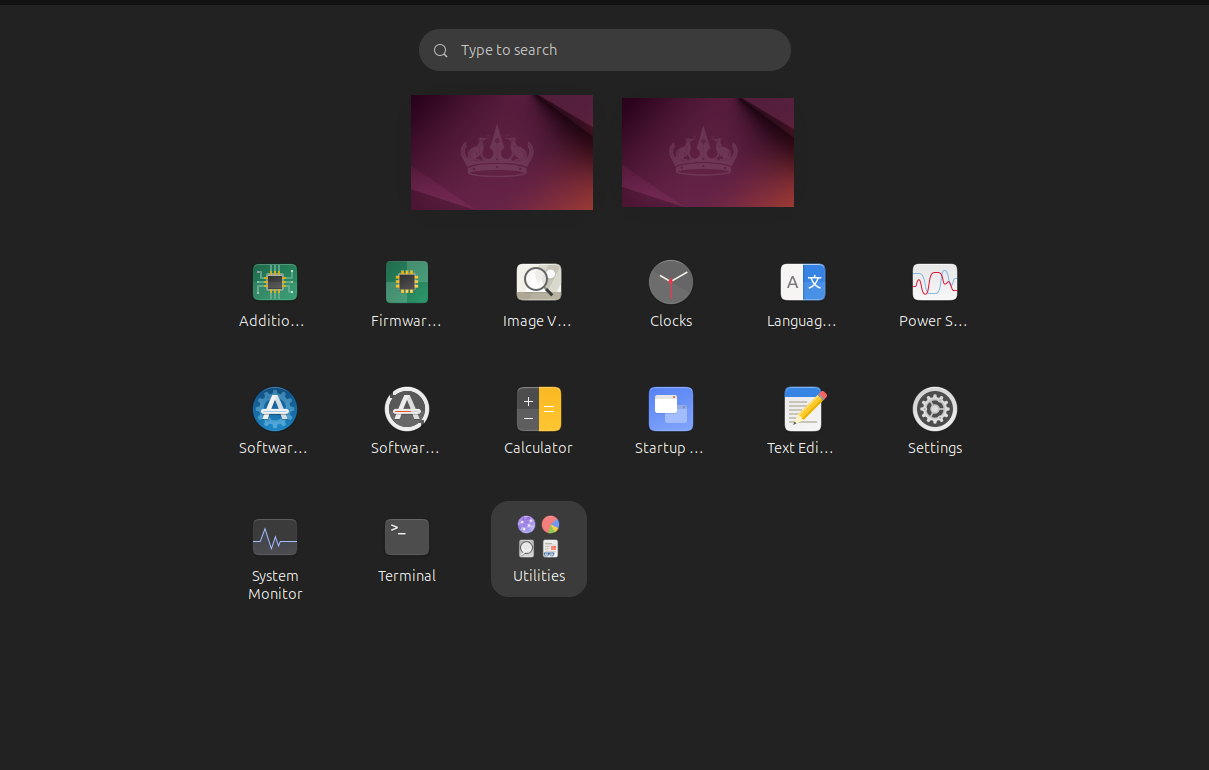 Type to search
Additio…
Firmwar…
Image V…
Clocks
Languag…
Power S…
Softwar…
Softwar…
Calculator
Startup …
Text Edi…
Settings
System
Monitor
Terminal
Utilities